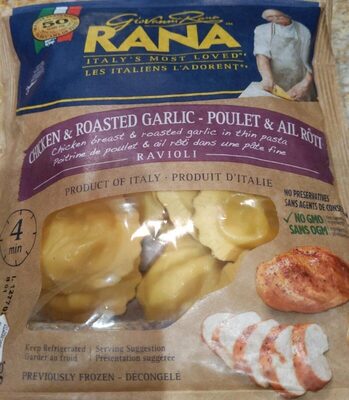 50
Giovanni Rana
RANA
ITALY'S MOST LOVED
LES ITALIENS L'ADORENT
CHICKEN & ROASTED GARLIC - POULET & AIL RÔTI
Chicken breast & roasted garlic in thin pasta
Poitrine de poulet & ail rôti dans une pâte fine
RAVIOLI
PRODUCT OF ITALY · PRODUIT D'ITALIE
NO PRESERVATIVES
SANS AGENTS DE CONSER
NO GMO
SANS OGM
4
min
Keep Refrigerated | Serving Suggestion
Garder au froid | Présentation suggérée
PREVIOUSLY FROZEN - DECONGELÉ